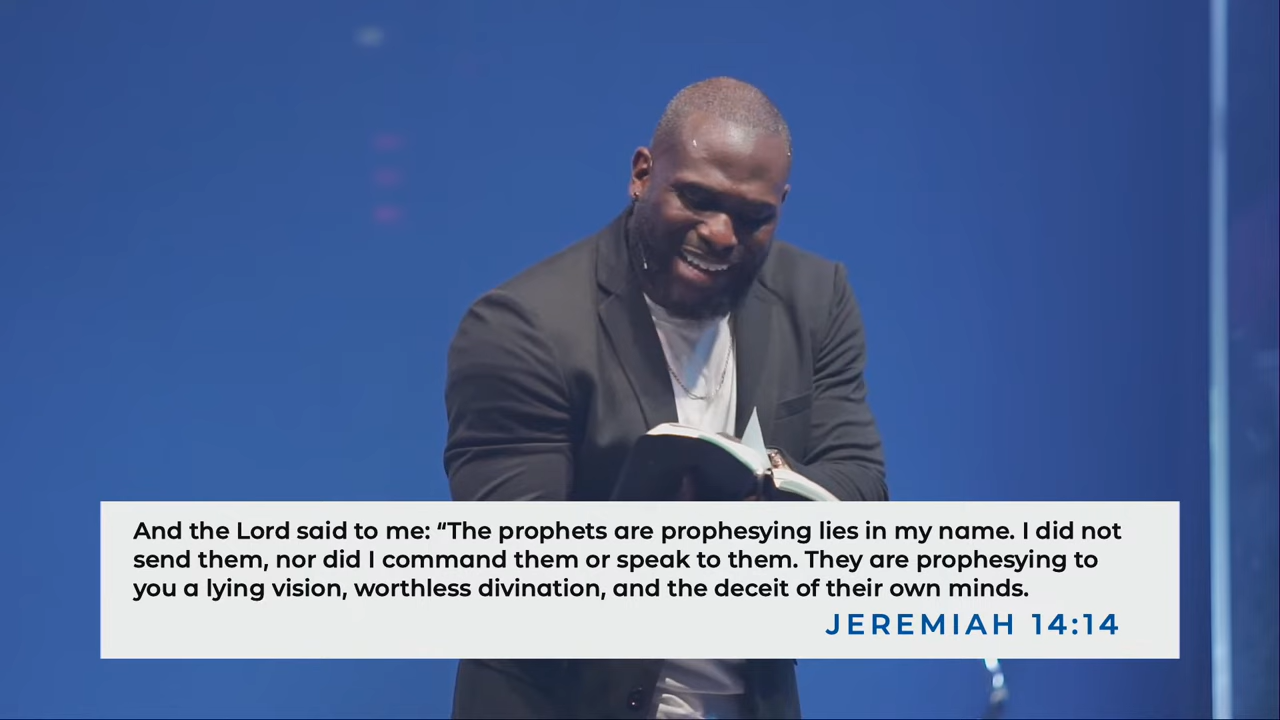 And the Lord said to me: “The prophets are prophesying lies in my name. I did not
send them, nor did I command them or speak to them. They are prophesying to
you a lying vision, worthless divination, and the deceit of their own minds.
JEREMIAH 14:14